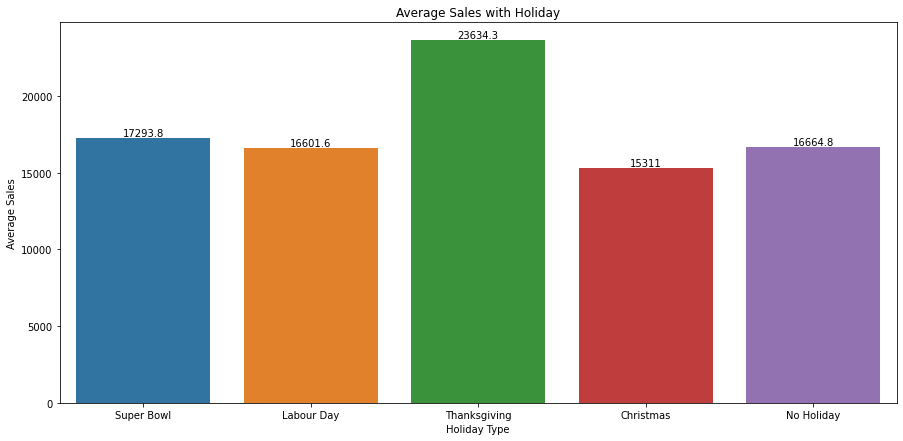 Average Sales with Holiday
23634.3
17293.8
16601.6
15311
16664.8
20000
15000
10000
5000
0
Average Sales
Super Bowl
Labour Day
Thanksgiving
Christmas
No Holiday
Holiday Type